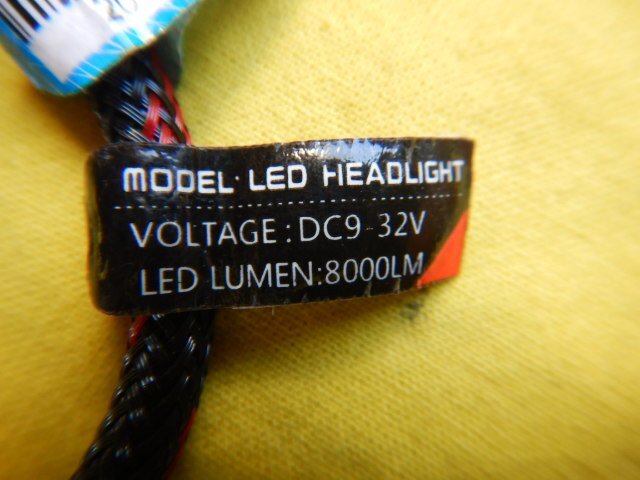 MODEL·LED HEADLIGHT
VOLTAGE:DC9-32V
LED LUMEN:8000LM